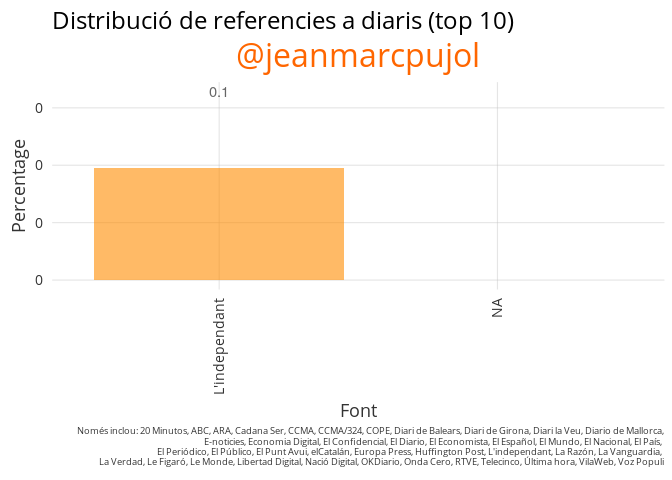 Distribució de referencies a diaris (top 10)
@jeanmarcpujol
0.1
0
0
0
0
Percentage
L'independant
NA
Font
Només inclou: 20 Minutos, ABC, ARA, Cadana Ser, CCMA, CCMA/324, COPE, Diari de Balears, Diari de Girona, Diari la Veu, Diario de Mallorca,
E-noticies, Economia Digital, El Confidencial, El Diario, El Economista, El Español, El Mundo, El Nacional, El País,
El Periódico, El Público, El Punt Avui, elCatalán, Europa Press, Huffington Post, L'independant, La Razón, La Vanguardia,
La Verdad, Le Figaró, Le Monde, Libertad Digital, Nació Digital, OKDiario, Onda Cero, RTVE, Telecinco, Última hora, VilaWeb, Voz Populi